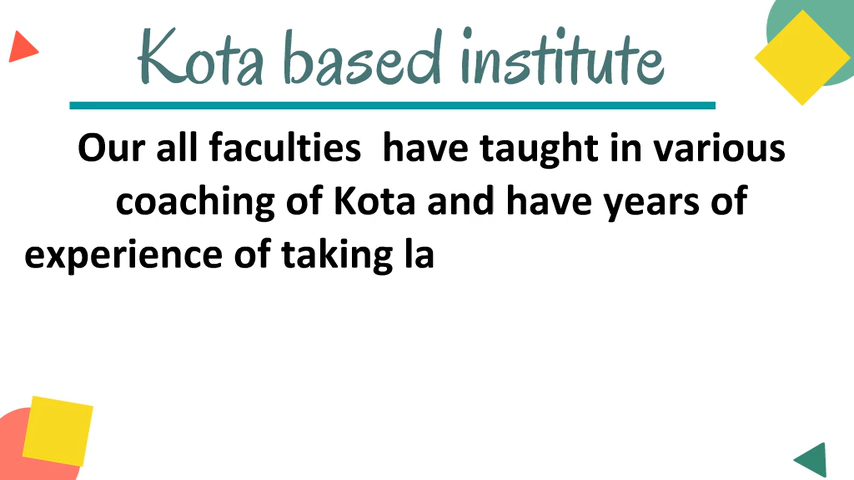 Kota based institute
Our all faculties have taught in various
coaching of Kota and have years of
experience of taking la